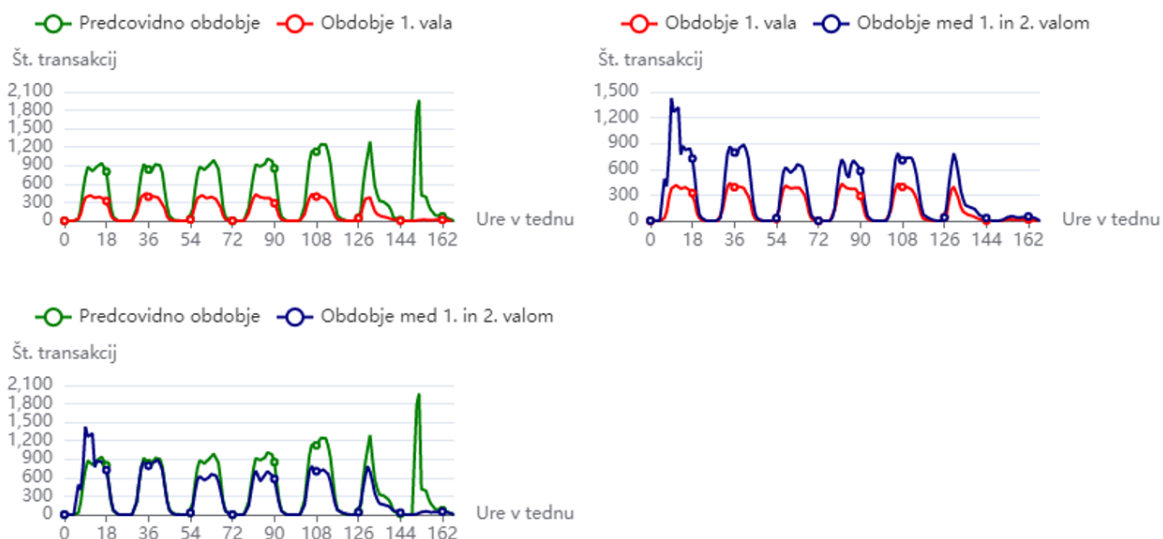 Predcovidno obdobje Obdobje 1. vala
Št. transakcij
2,100
1,800
1,500
1,200
900
600
300
0
Ure v tednu
0 18 36 54 72 90 108 126 144 162
Obdobje 1. vala Obdobje med 1. in 2. valom
Št. transakcij
1,500
1,200
900
600
300
0
Ure v tednu
0 18 36 54 72 90 108 126 144 162
Predcovidno obdobje Obdobje med 1. in 2. valom
Št. transakcij
2,100
1,800
1,500
1,200
900
600
300
0
Ure v tednu
0 18 36 54 72 90 108 126 144 162